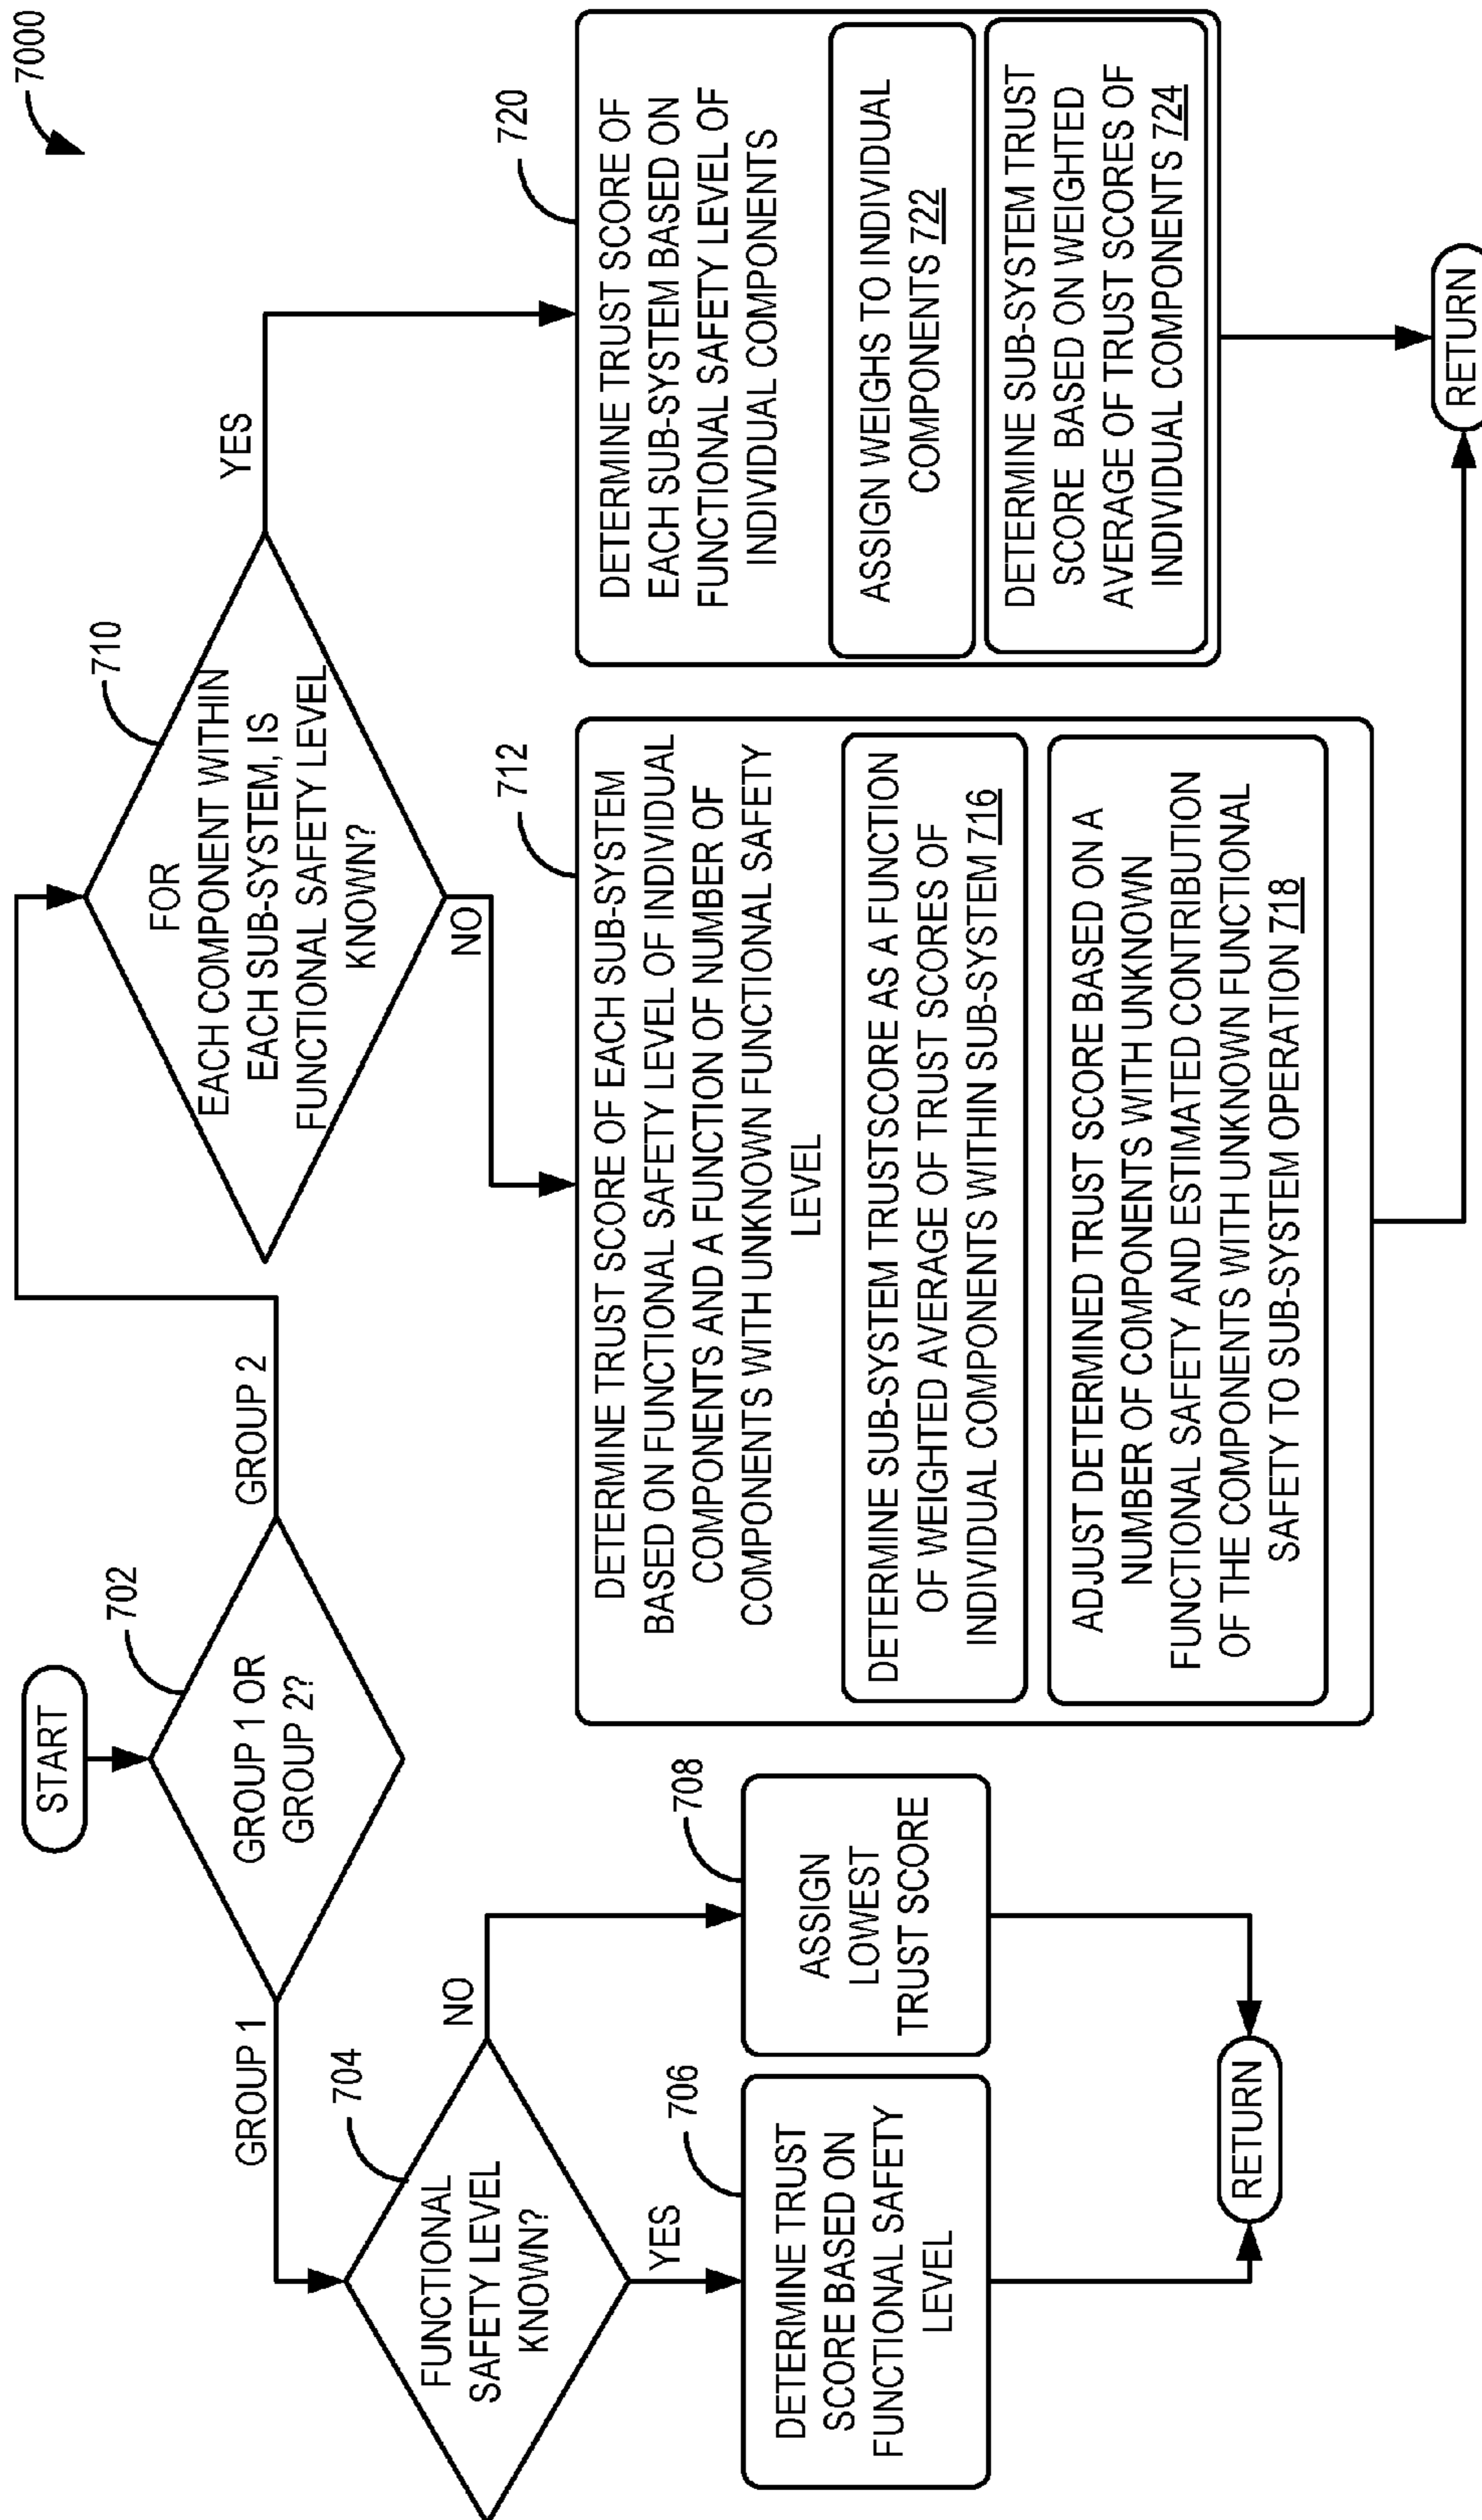 7000
START
702
GROUP 1 OR
GROUP 2?
GROUP 1
GROUP 2
704
FUNCTIONAL
SAFETY LEVEL
KNOWN?
YES
NO
706
DETERMINE TRUST
SCORE BASED ON
FUNCTIONAL SAFETY
LEVEL
708
ASSIGN
LOWEST
TRUST SCORE
RETURN
710
FOR
EACH COMPONENT WITHIN
EACH SUB-SYSTEM, IS
FUNCTIONAL SAFETY LEVEL
KNOWN?
NO
YES
712
DETERMINE TRUST SCORE OF EACH SUB-SYSTEM
BASED ON FUNCTIONAL SAFETY LEVEL OF INDIVIDUAL
COMPONENTS AND A FUNCTION OF NUMBER OF
COMPONENTS WITH UNKNOWN FUNCTIONAL SAFETY
LEVEL
DETERMINE SUB-SYSTEM TRUSTSCORE AS A FUNCTION
OF WEIGHTED AVERAGE OF TRUST SCORES OF
INDIVIDUAL COMPONENTS WITHIN SUB-SYSTEM 716
ADJUST DETERMINED TRUST SCORE BASED ON A
NUMBER OF COMPONENTS WITH UNKNOWN
FUNCTIONAL SAFETY AND ESTIMATED CONTRIBUTION
OF THE COMPONENTS WITH UNKNOWN FUNCTIONAL
SAFETY TO SUB-SYSTEM OPERATION 718
720
DETERMINE TRUST SCORE OF
EACH SUB-SYSTEM BASED ON
FUNCTIONAL SAFETY LEVEL OF
INDIVIDUAL COMPONENTS
ASSIGN WEIGHS TO INDIVIDUAL
COMPONENTS 722
DETERMINE SUB-SYSTEM TRUST
SCORE BASED ON WEIGHTED
AVERAGE OF TRUST SCORES OF
INDIVIDUAL COMPONENTS 724
RETURN